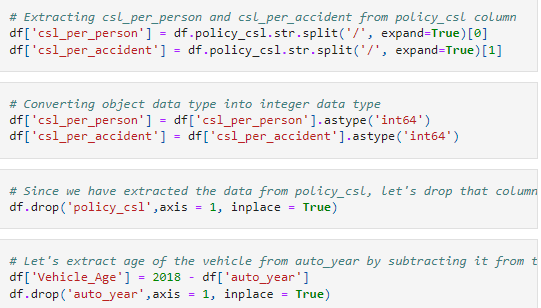 # Extracting csl_per_person and csl_per_accident from policy_csl column
df['csl_per_person'] = df.policy_csl.str.split('/', expand=True)[0]
df['csl_per_accident'] = df.policy_csl.str.split('/', expand=True)[1]
# Converting object data type into integer data type
df['csl_per_person'] = df['csl_per_person'].astype('int64')
df['csl_per_accident'] = df['csl_per_accident'].astype('int64')
# Since we have extracted the data from policy_csl, let's drop that column
df.drop('policy_csl',axis = 1, inplace = True)
# Let's extract age of the vehicle from auto_year by subtracting it from t
df['Vehicle_Age'] = 2018 - df['auto_year']
df.drop('auto_year',axis = 1, inplace = True)